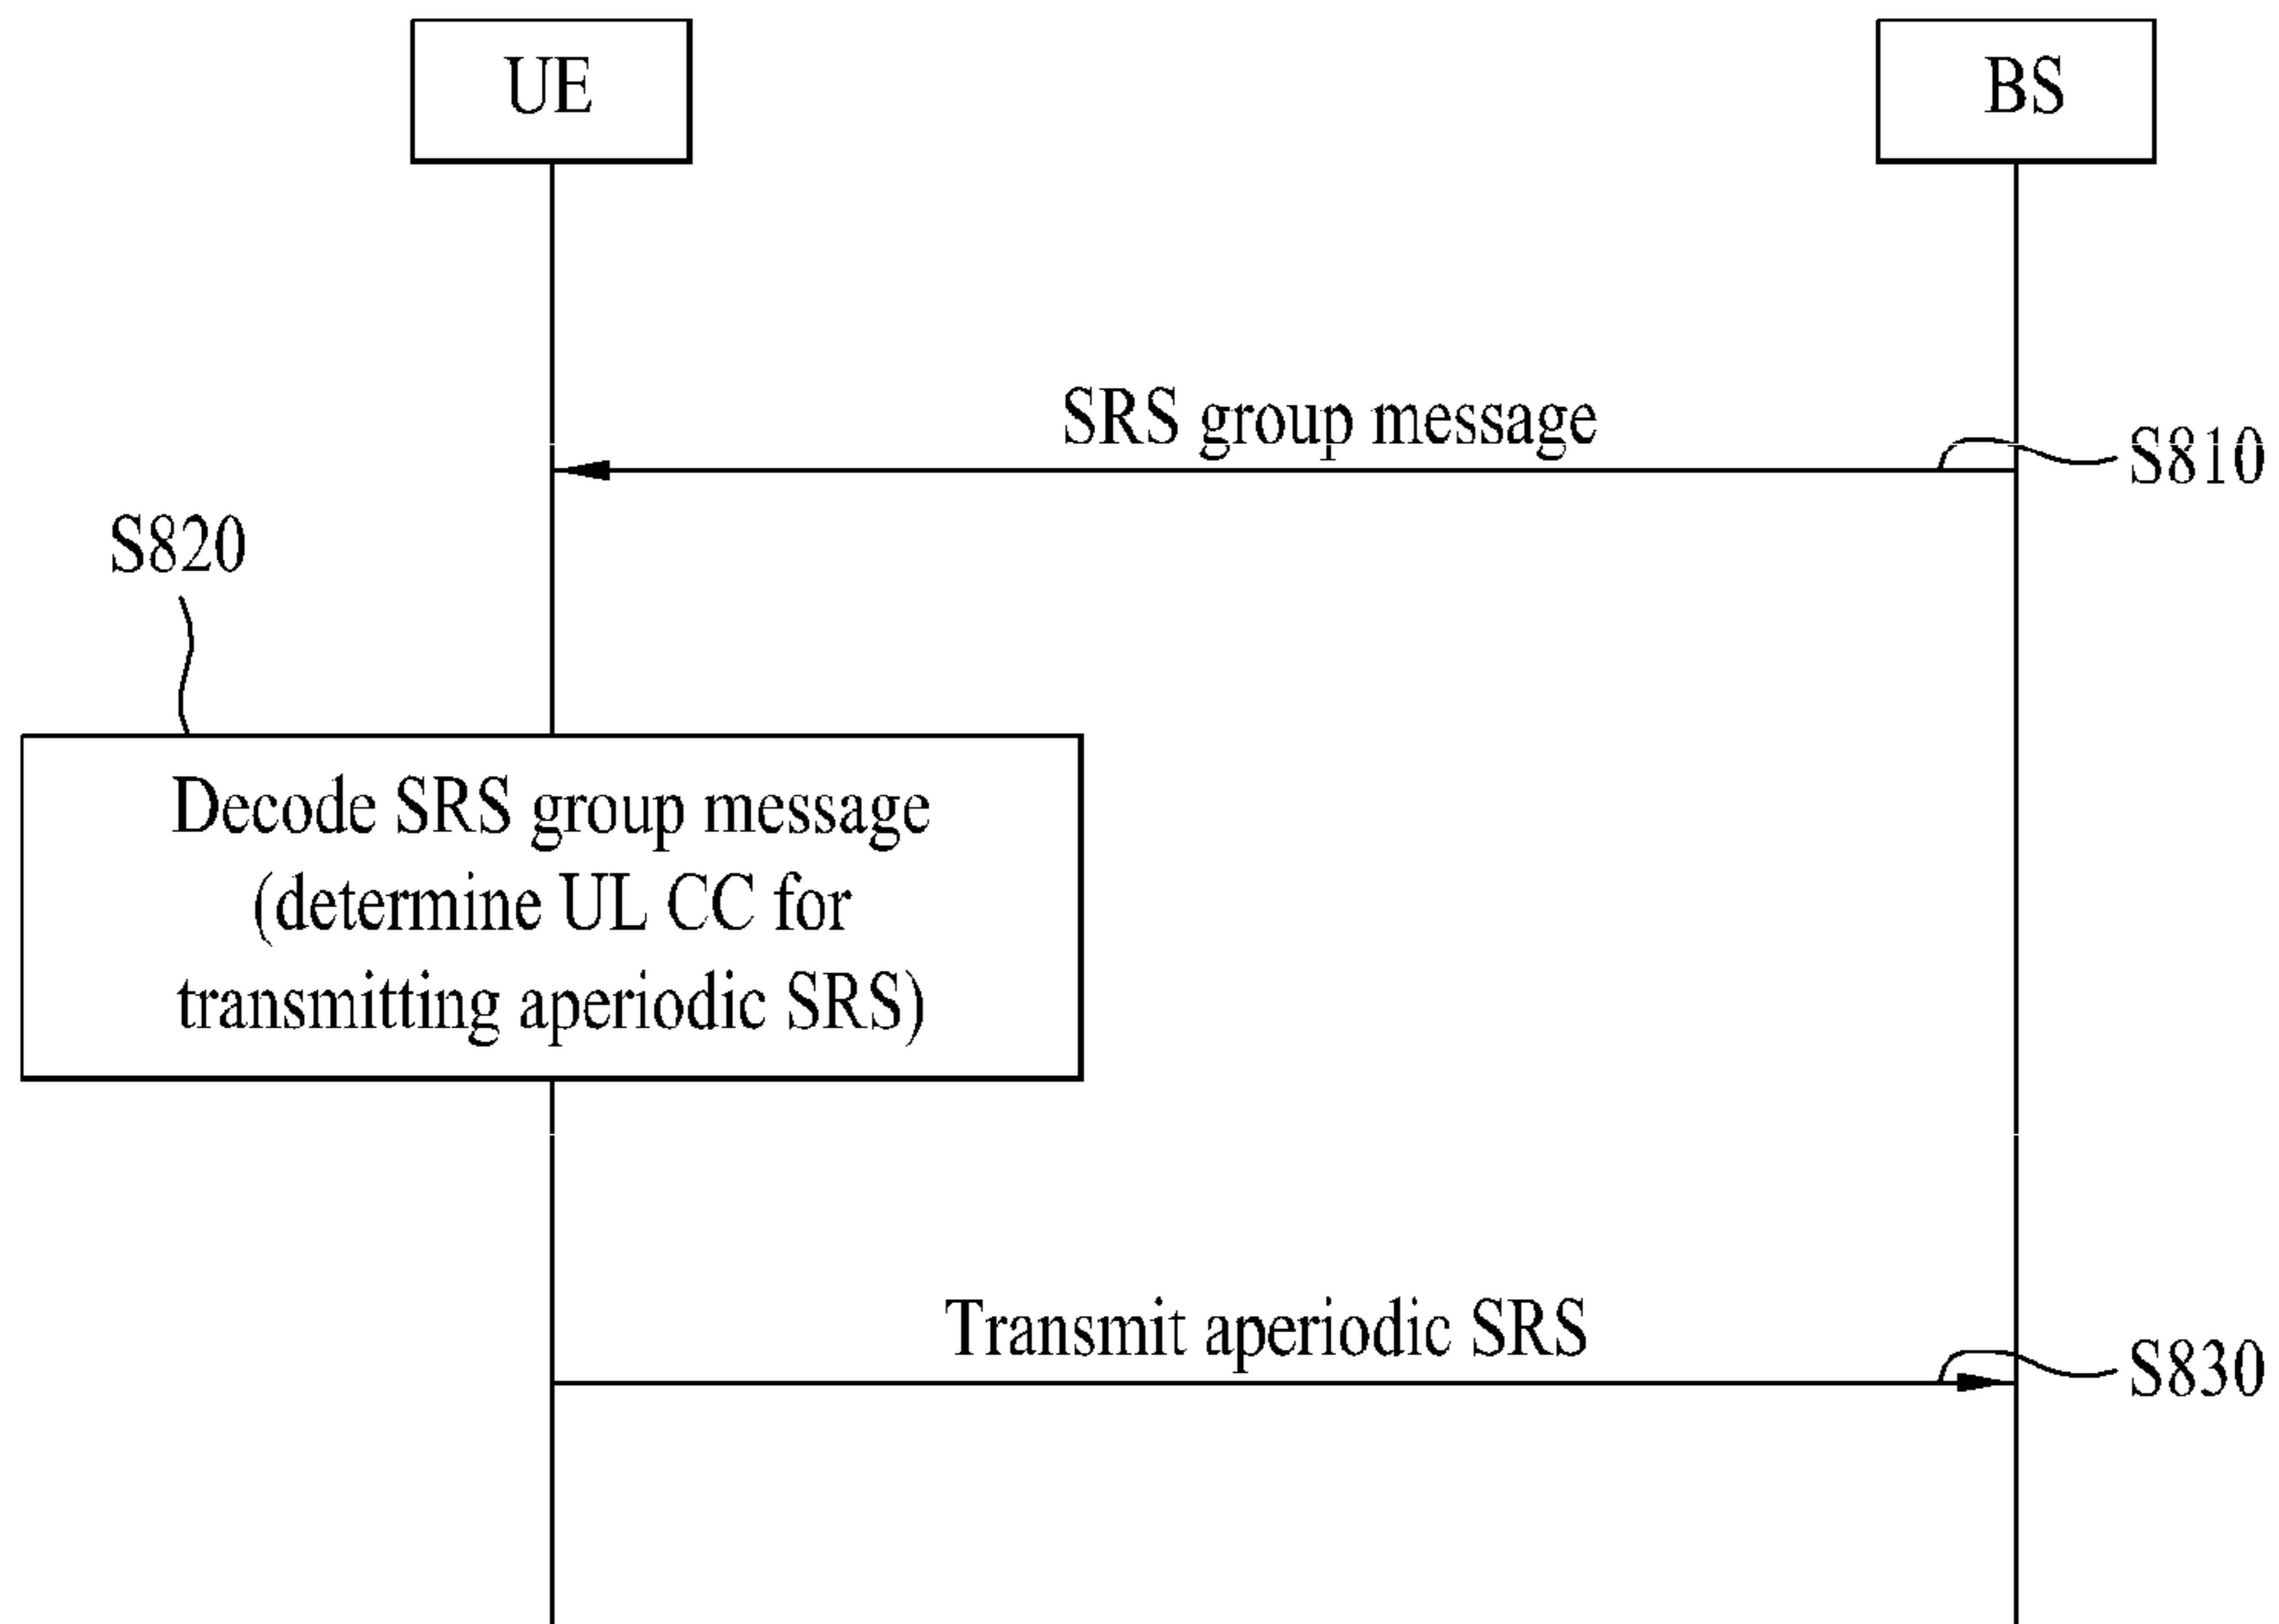 UE
BS
SRS group message
S810
S820
Decode SRS group message
(determine UL CC for
transmitting aperiodic SRS)
Transmit aperiodic SRS
S830